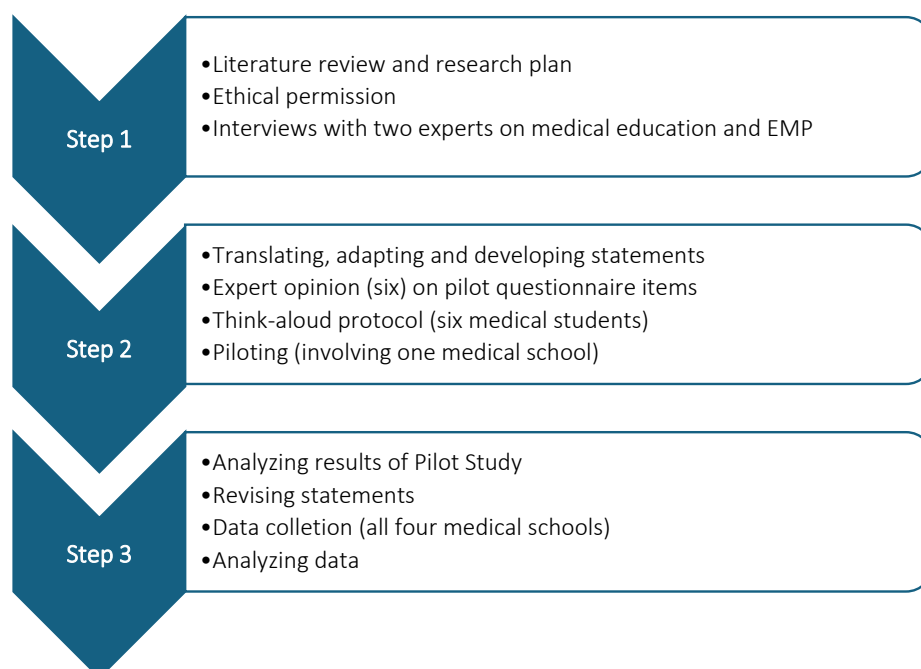 Step 1
•Literature review and research plan
•Ethical permission
•Interviews with two experts on medical education and EMP
Step 2
•Translating, adapting and developing statements
•Expert opinion (six) on pilot questionnaire items
•Think-aloud protocol (six medical students)
•Piloting (involving one medical school)
Step 3
•Analyzing results of Pilot Study
•Revising statements
•Data colletion (all four medical schools)
•Analyzing data